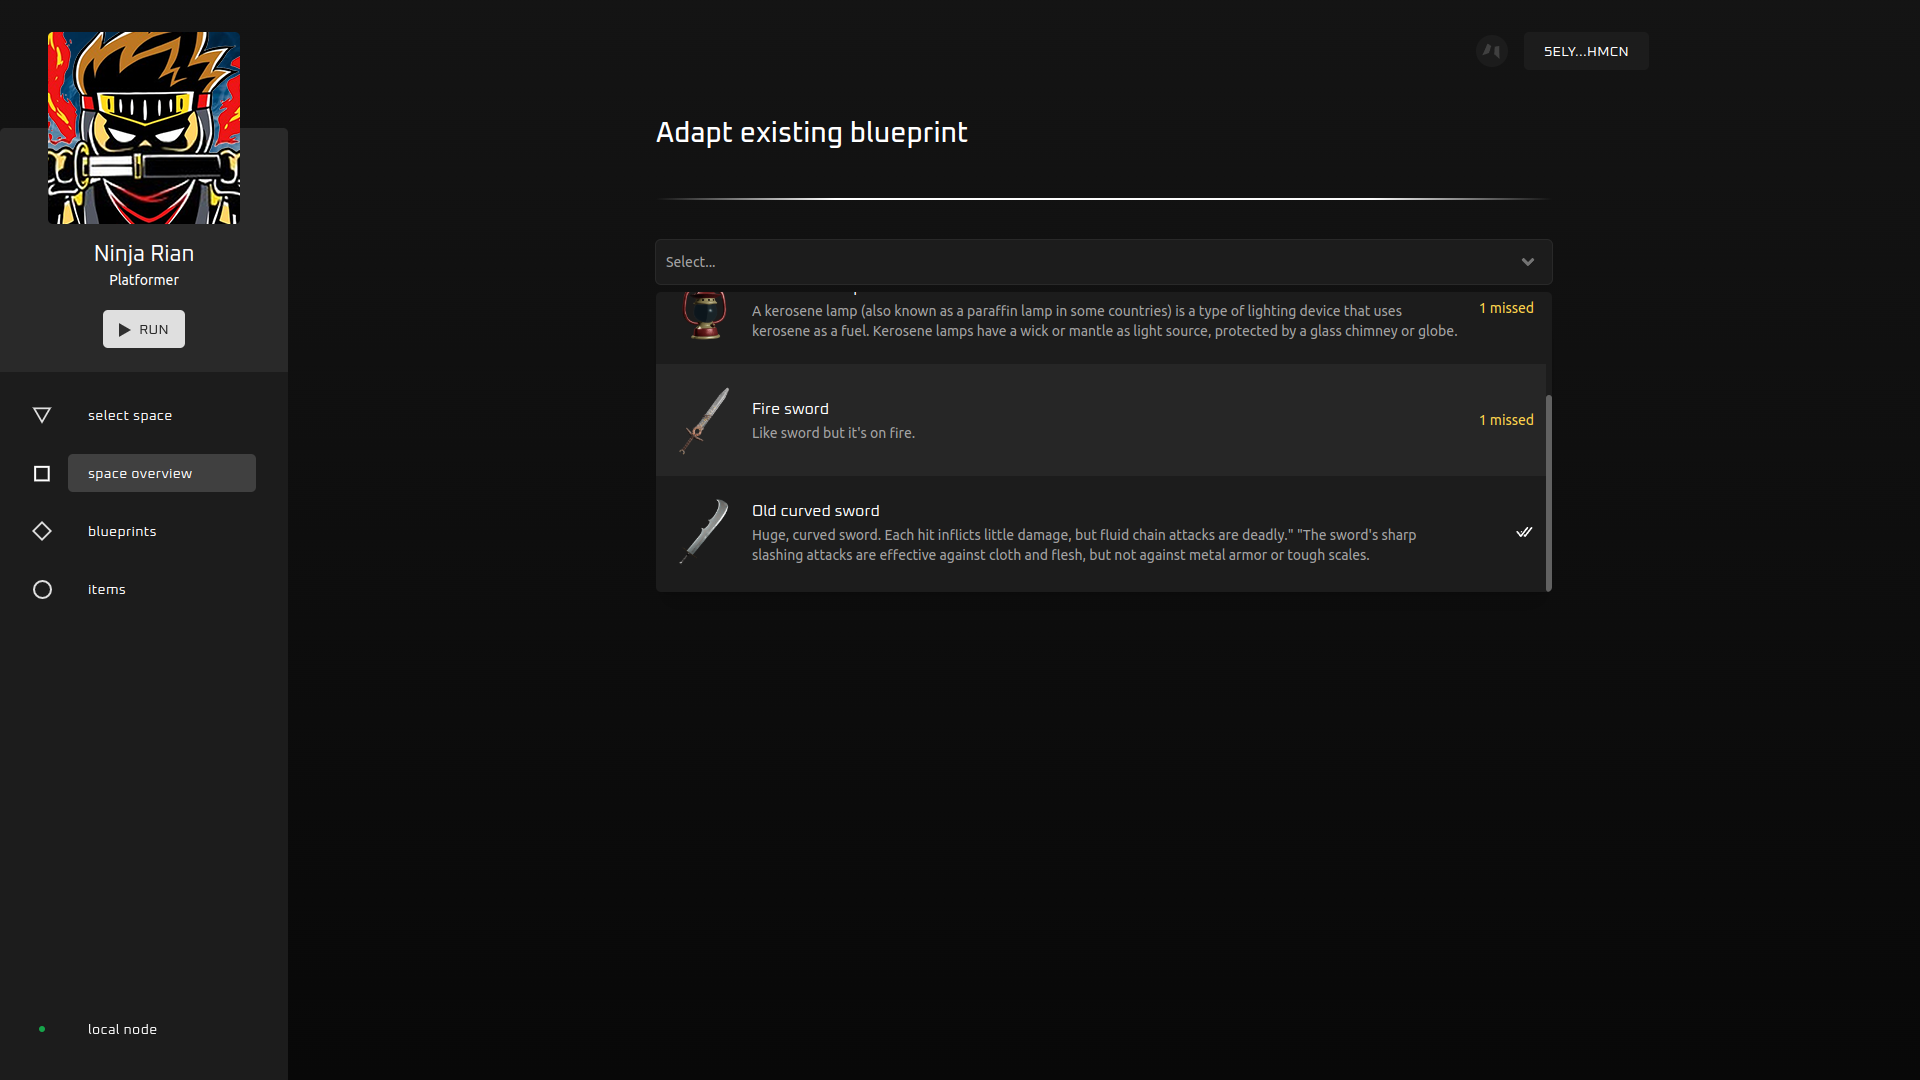 Ninja Rian
Platformer
RUN
select space
space overview
blueprints
items
local node
5ELY...HMCN
Adapt existing blueprint
Select...
A kerosene lamp (also known as a paraffin lamp in some countries) is a type of lighting device that uses
kerosene as a fuel. Kerosene lamps have a wick or mantle as light source, protected by a glass chimney or globe.
1 missed
Fire sword
Like sword but it's on fire.
1 missed
Old curved sword
Huge, curved sword. Each hit inflicts little damage, but fluid chain attacks are deadly." "The sword's sharp
slashing attacks are effective against cloth and flesh, but not against metal armor or tough scales.